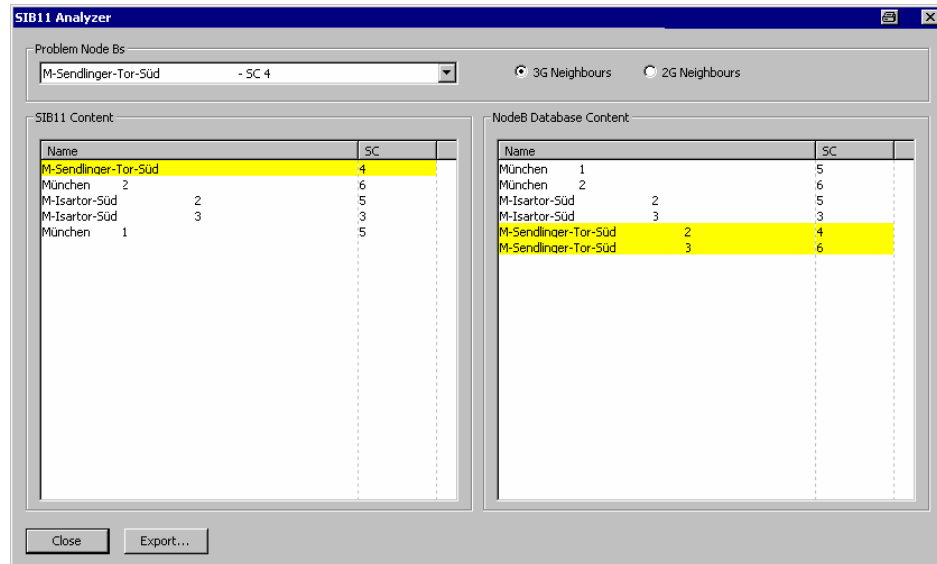 SIB11 Analyzer
Problem Node Bs
M-Sendlinger-Tor-Süd - SC 4
3G Neighbours 2G Neighbours
SIB11 Content
Name SC
M-Sendlinger-Tor-Süd 4
München 2 6
M-Isartor-Süd 2 5
M-Isartor-Süd 3 3
München 1 5
NodeB Database Content
Name SC
München 1 5
München 2 6
M-Isartor-Süd 2 5
M-Isartor-Süd 3 3
M-Sendlinger-Tor-Süd 2 4
M-Sendlinger-Tor-Süd 3 6
Close Export...